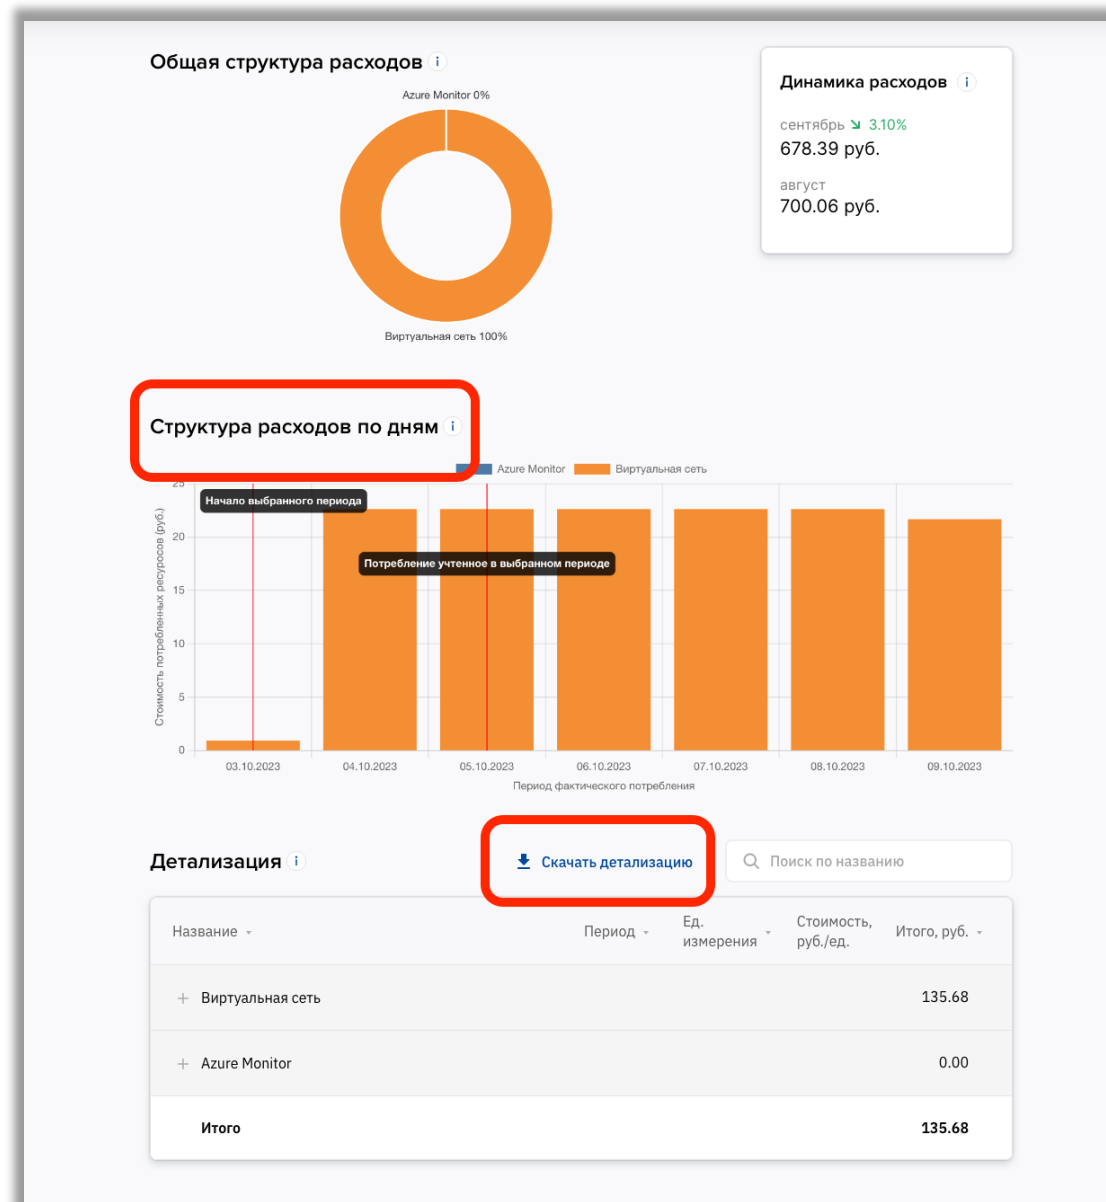 Общая структура расходов i
Azure Monitor 0%
Виртуальная сеть 100%
Динамика расходов i
сентябрь 3.10%
678.39 руб.
август
700.06 руб.
Структура расходов по дням i
Azure Monitor Виртуальная сеть
Стоимость потребленных ресуросов (руб.)
25
20
15
10
5
0
Начало выбранного периода
Потребление учтенное в выбранном периоде
03.10.2023 04.10.2023 05.10.2023 06.10.2023 07.10.2023 08.10.2023 09.10.2023
Период фактического потребления
Детализация i
Скачать детализацию
Поиск по названию
Название Период Ед. измерения Стоимость, руб./ед. Итого, руб.
+ Виртуальная сеть 135.68
+ Azure Monitor 0.00
Итого 135.68